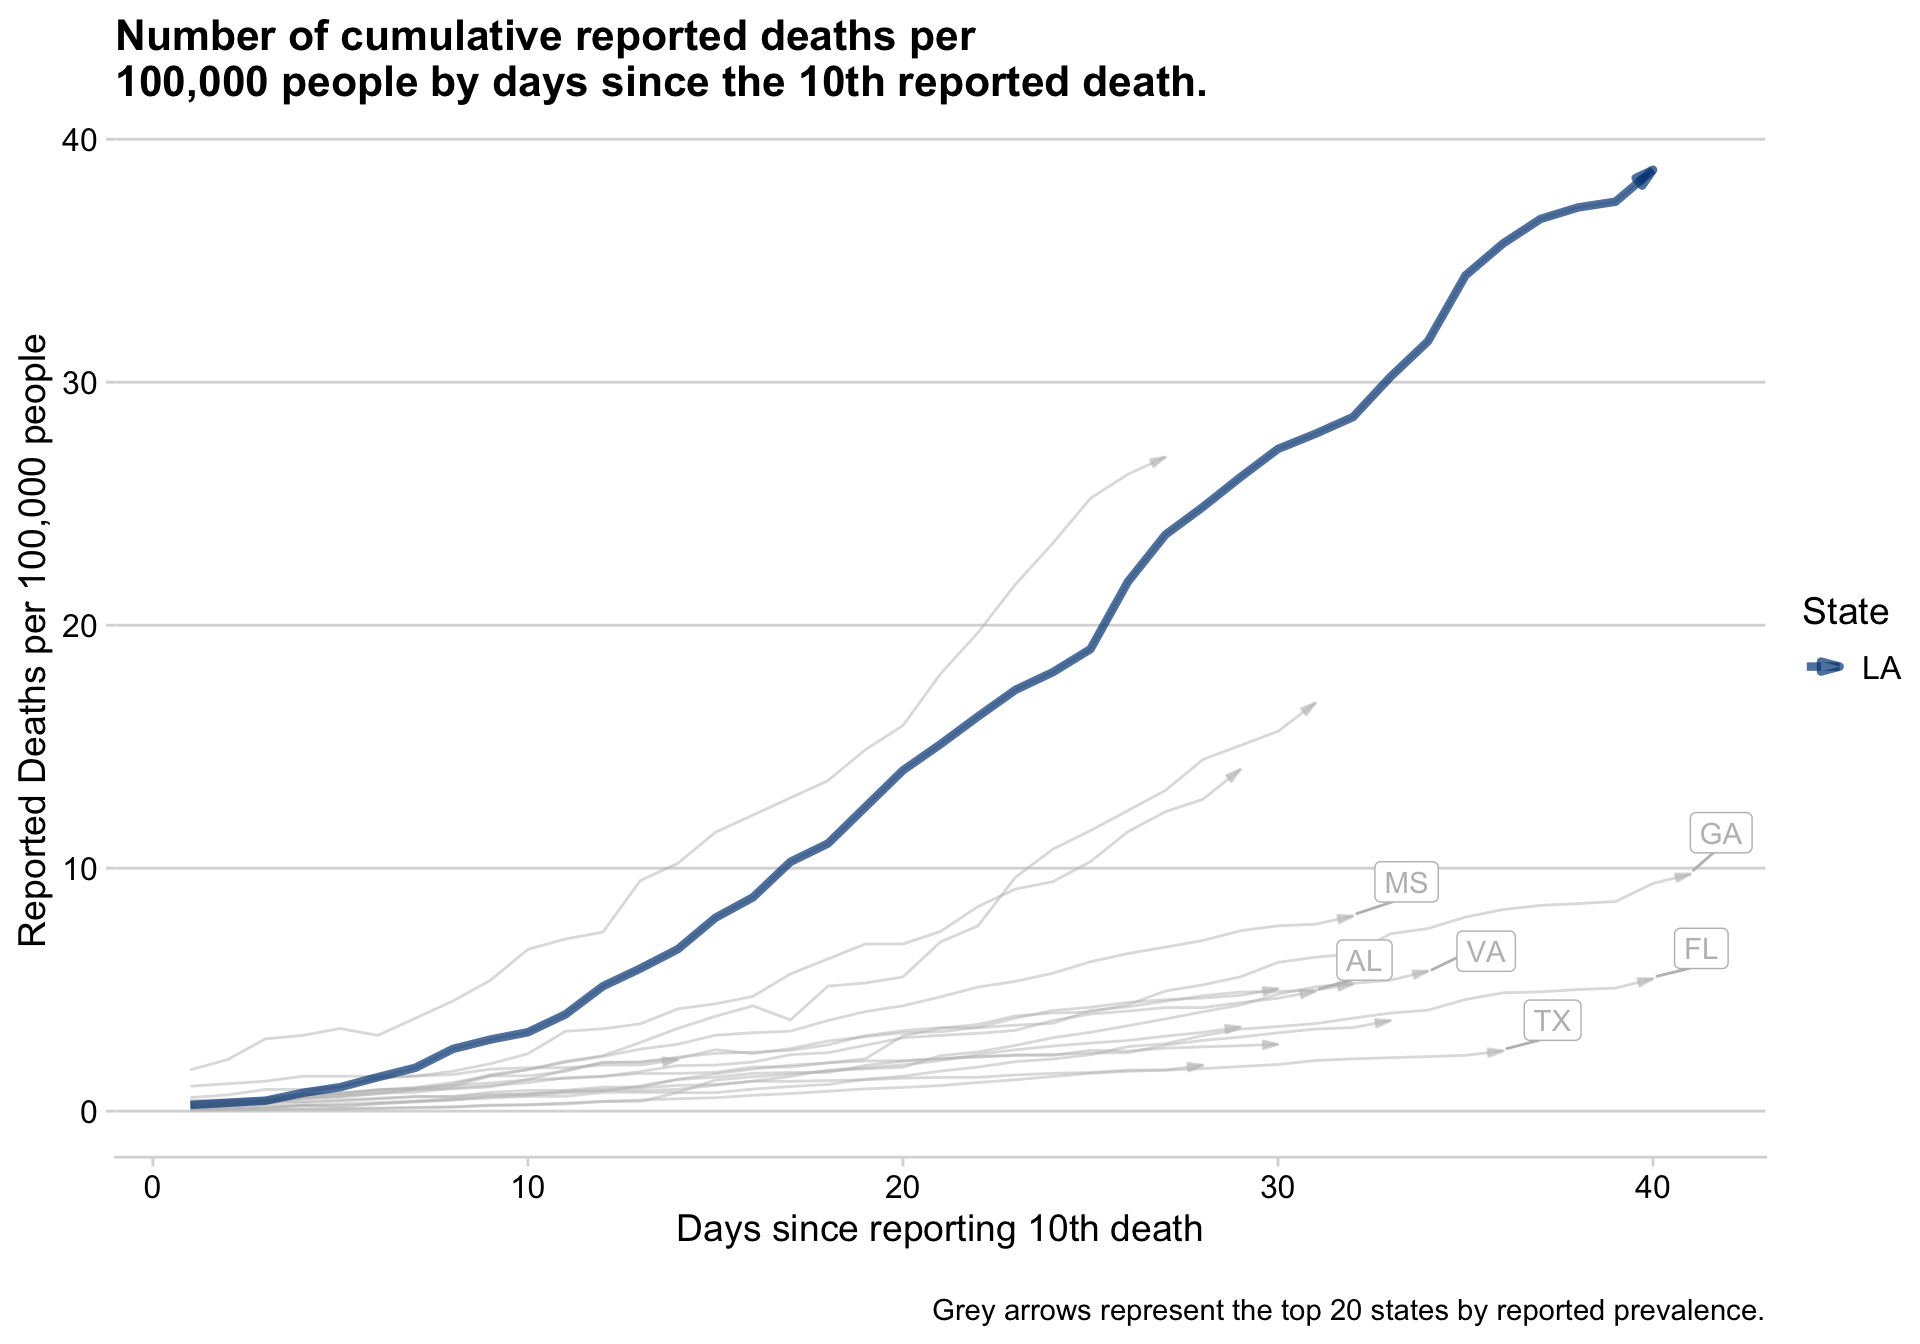 Number of cumulative reported deaths per
100,000 people by days since the 10th reported death.
Reported Deaths per 100,000 people
40
30
20
10
0
GA
MS
FL
VA
AL
TX
State
LA
0 10 20 30 40
Days since reporting 10th death
Grey arrows represent the top 20 states by reported prevalence.